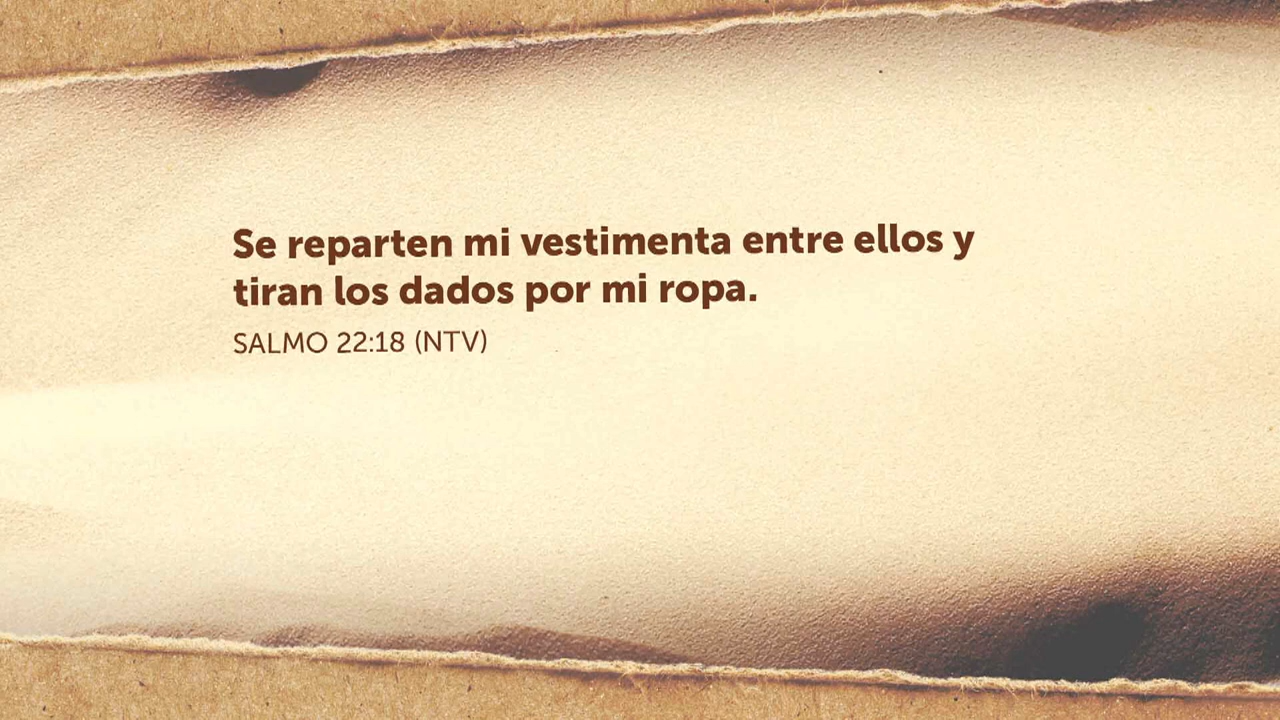 Se reparten mi vestimenta entre ellos y
tiran los dados por mi ropa.
SALMO 22:18 (NTV)